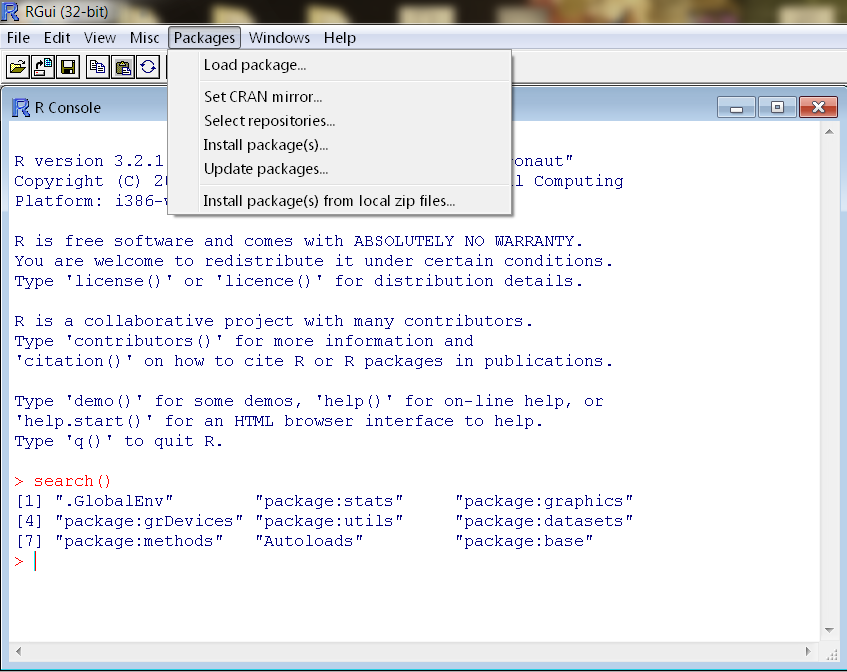 RGui (32-bit)
File Edit View Misc Packages Windows Help
Load package...
Set CRAN mirror...
Select repositories...
Install package(s)...
Update packages...
Install package(s) from local zip files...
R Console
R version 3.2.1 onaut"
Copyright (C) 2 l Computing
Platform: i386-
R is free software and comes with ABSOLUTELY NO WARRANTY.
You are welcome to redistribute it under certain conditions.
Type 'license()' or 'licence()' for distribution details.
R is a collaborative project with many contributors.
Type 'contributors()' for more information and
'citation()' on how to cite R or R packages in publications.
Type 'demo()' for some demos, 'help()' for on-line help, or
'help.start()' for an HTML browser interface to help.
Type 'q()' to quit R.
> search()
[1] ".GlobalEnv" "package:stats" "package:graphics"
[4] "package:grDevices" "package:utils" "package:datasets"
[7] "package:methods" "Autoloads" "package:base"
>